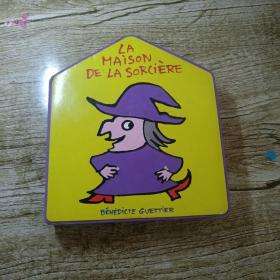 LA
MAISON
DE LA SORCIÈRE
BÉNÉDICTE GUETTIER